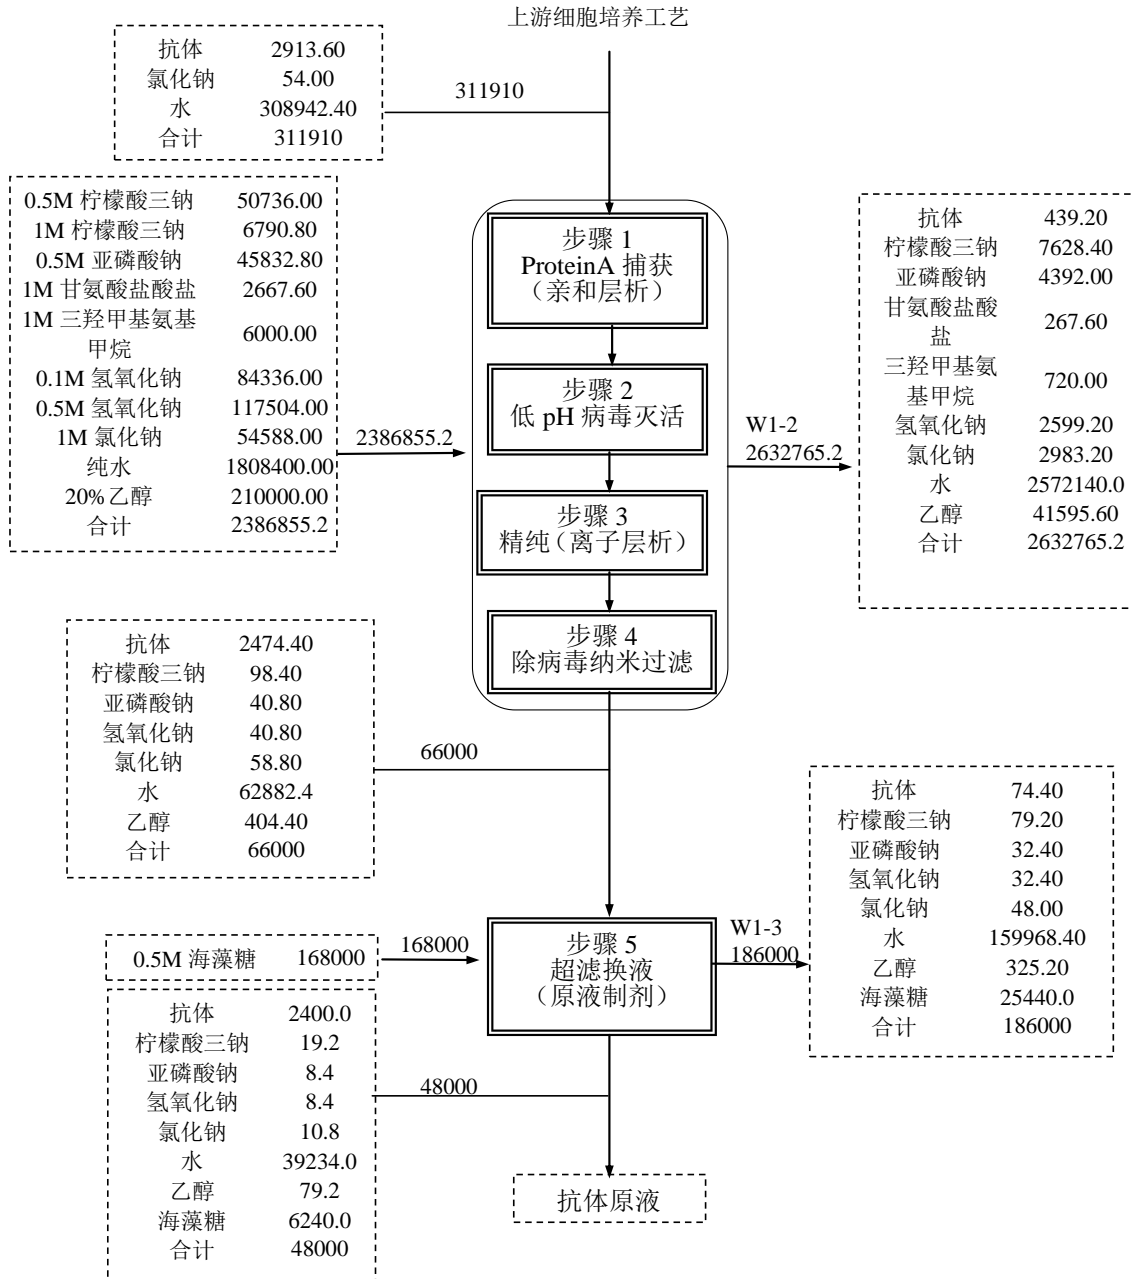 上游细胞培养工艺
抗体 2913.60
氯化钠 54.00
水 308942.40
合计 311910
311910
0.5M 柠檬酸三钠 50736.00
1M 柠檬酸三钠 6790.80
0.5M 亚磷酸钠 45832.80
1M 甘氨酸盐酸盐 2667.60
1M 三羟甲基氨基
甲烷
6000.00
0.1M 氢氧化钠 84336.00
0.5M 氢氧化钠 117504.00
1M 氯化钠 54588.00
纯水 1808400.00
20%乙醇 210000.00
合计 2386855.2
2386855.2
步骤 1
ProteinA 捕获
（亲和层析）
步骤 2
低 pH 病毒灭活
步骤 3
精纯（离子层析）
步骤 4
除病毒纳米过滤
W1-2
2632765.2
抗体 439.20
柠檬酸三钠 7628.40
亚磷酸钠 4392.00
甘氨酸盐酸
盐
267.60
三羟甲基氨
基甲烷
720.00
氢氧化钠 2599.20
氯化钠 2983.20
水 2572140.0
乙醇 41595.60
合计 2632765.2
抗体 2474.40
柠檬酸三钠 98.40
亚磷酸钠 40.80
氢氧化钠 40.80
氯化钠 58.80
水 62882.4
乙醇 404.40
合计 66000
66000
0.5M 海藻糖 168000
168000
步骤 5
超滤换液
（原液制剂）
W1-3
186000
抗体 74.40
柠檬酸三钠 79.20
亚磷酸钠 32.40
氢氧化钠 32.40
氯化钠 48.00
水 159968.40
乙醇 325.20
海藻糖 25440.0
合计 186000
抗体 2400.0
柠檬酸三钠 19.2
亚磷酸钠 8.4
氢氧化钠 8.4
氯化钠 10.8
水 39234.0
乙醇 79.2
海藻糖 6240.0
合计 48000
48000
抗体原液